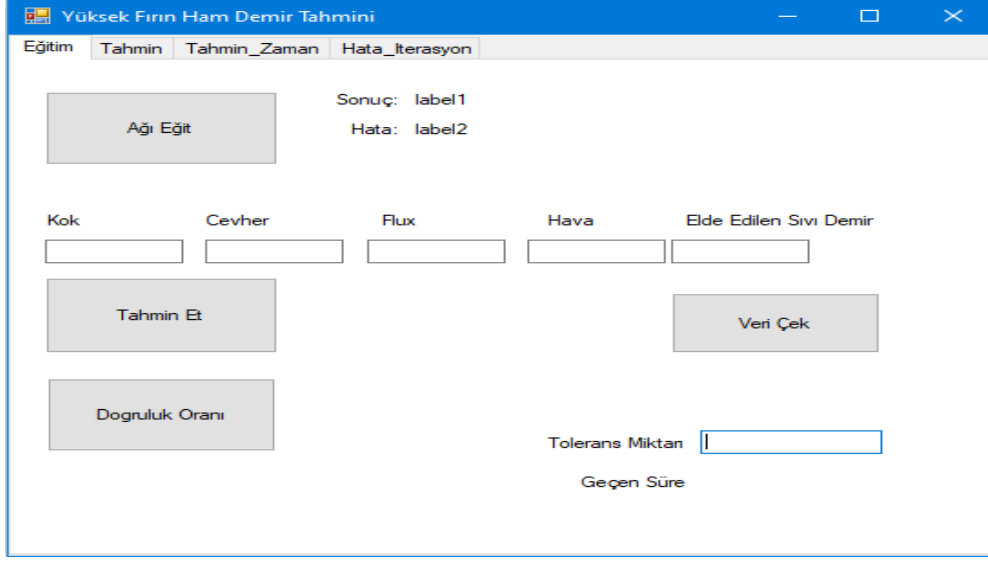 Yüksek Fırın Ham Demir Tahmini
Eğitim Tahmin Tahmin_Zaman Hata_Iterasyon
Ağı Eğit
Sonuç: label1
Hata: label2
Kok Cevher Flux Hava Elde Edilen Sıvı Demir
Tahmin Et
Veri Çek
Dogruluk Oranı
Tolerans Miktarı
Geçen Süre